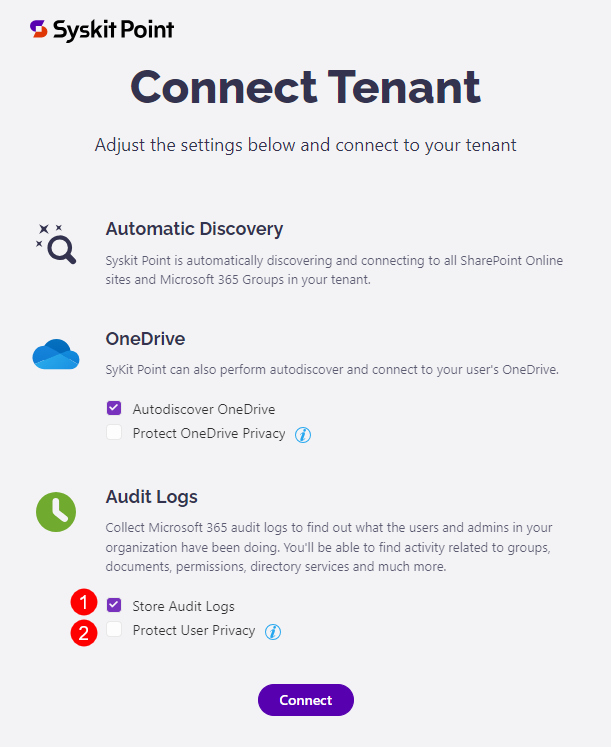 Syskit Point
Connect Tenant
Adjust the settings below and connect to your tenant
Automatic Discovery
Syskit Point is automatically discovering and connecting to all SharePoint Online
sites and Microsoft 365 Groups in your tenant.
OneDrive
SyKit Point can also perform autodiscover and connect to your user's OneDrive.
Autodiscover OneDrive
Protect OneDrive Privacy i
Audit Logs
Collect Microsoft 365 audit logs to find out what the users and admins in your
organization have been doing. You'll be able to find activity related to groups,
documents, permissions, directory services and much more.
1 Store Audit Logs
2 Protect User Privacy i
Connect